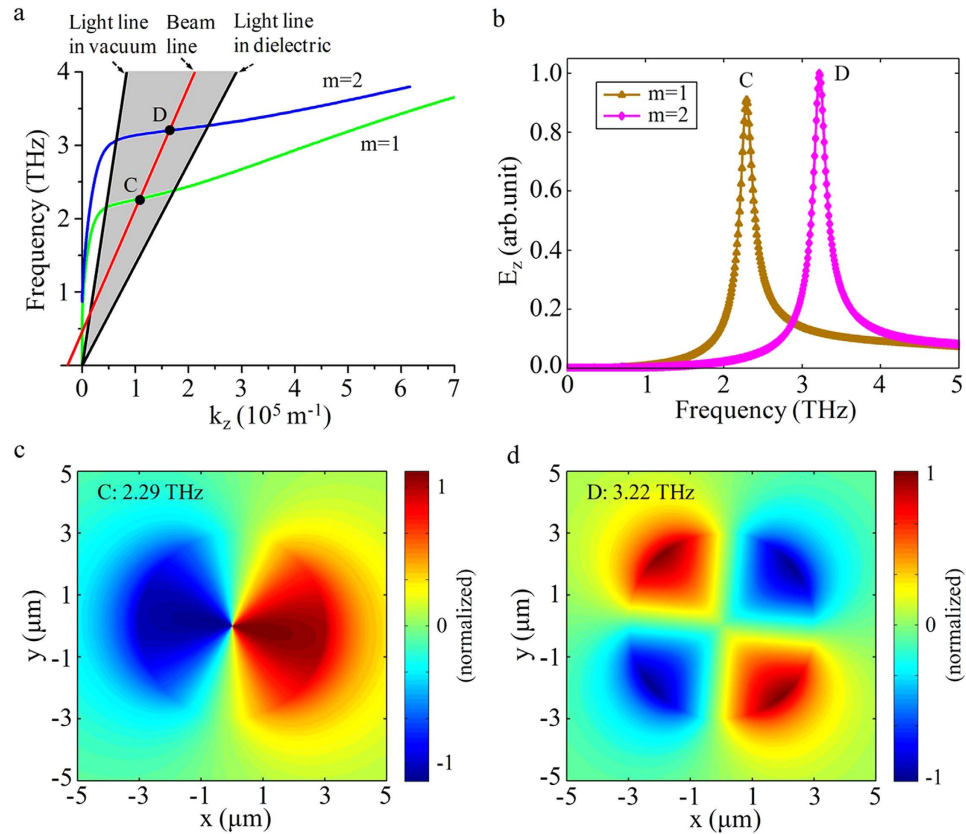 a
Light line
in vacuum
Beam
line
Light line
in dielectric
4
3
2
1
Frequency (THz)
m=2
m=1
D
C
0 1 2 3 4 5 6 7
k_z (10^5 m^-1)
b
1.0
0.8
0.6
0.4
0.2
0.0
E_z (arb.unit)
m=1
m=2
C
D
0 1 2 3 4 5
Frequency (THz)
c
C: 2.29 THz
5
3
1
-1
-3
-5
y (μm)
-5 -3 -1 1 3 5
x (μm)
1
0
-1
(normalized)
d
D: 3.22 THz
5
3
1
-1
-3
-5
y (μm)
-5 -3 -1 1 3 5
x (μm)
1
0
-1
(normalized)